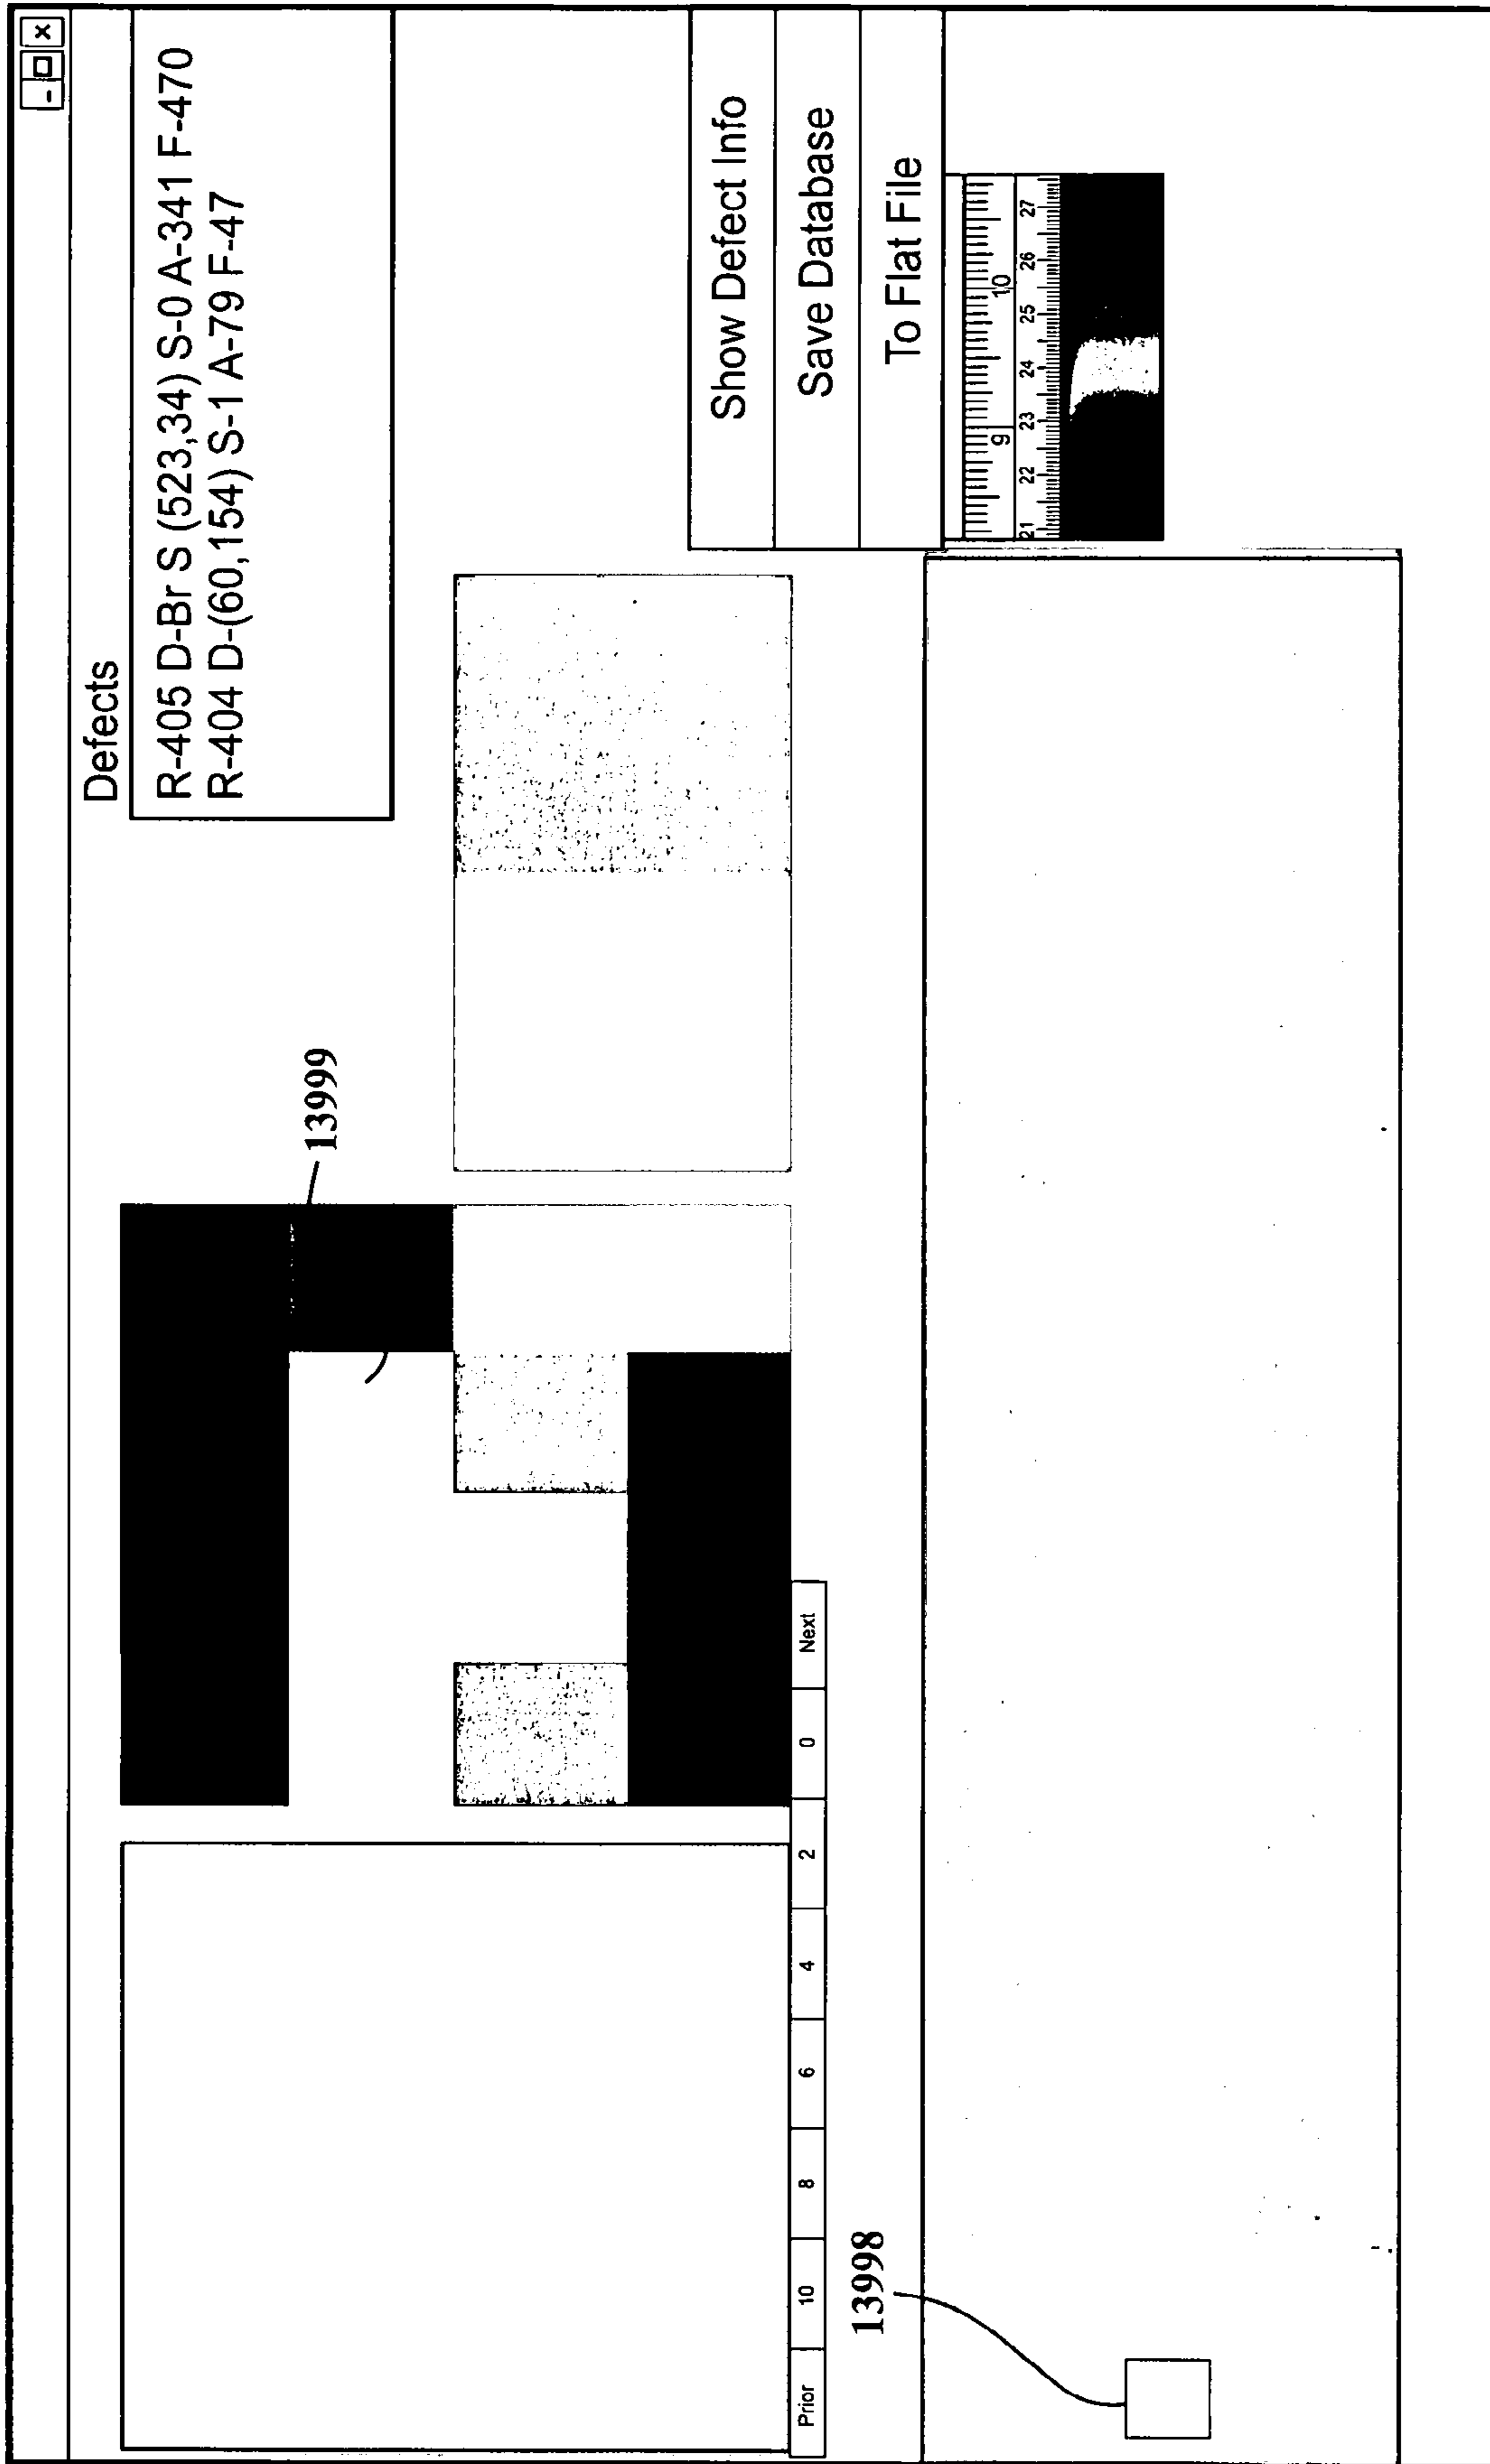 - □ ×
Defects
R-405 D-Br S (523,34) S-0 A-341 F-470
R-404 D-(60,154) S-1 A-79 F-47
13999
Prior 10 8 6 4 2 0 Next
Show Defect Info
Save Database
To Flat File
9 10
21 22 23 24 25 26 27
13998